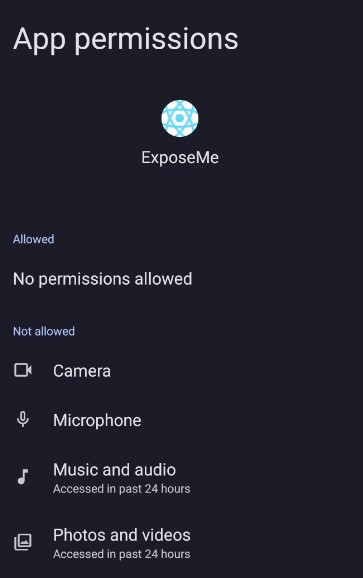 App permissions
ExposeMe
Allowed
No permissions allowed
Not allowed
Camera
Microphone
Music and audio
Accessed in past 24 hours
Photos and videos
Accessed in past 24 hours